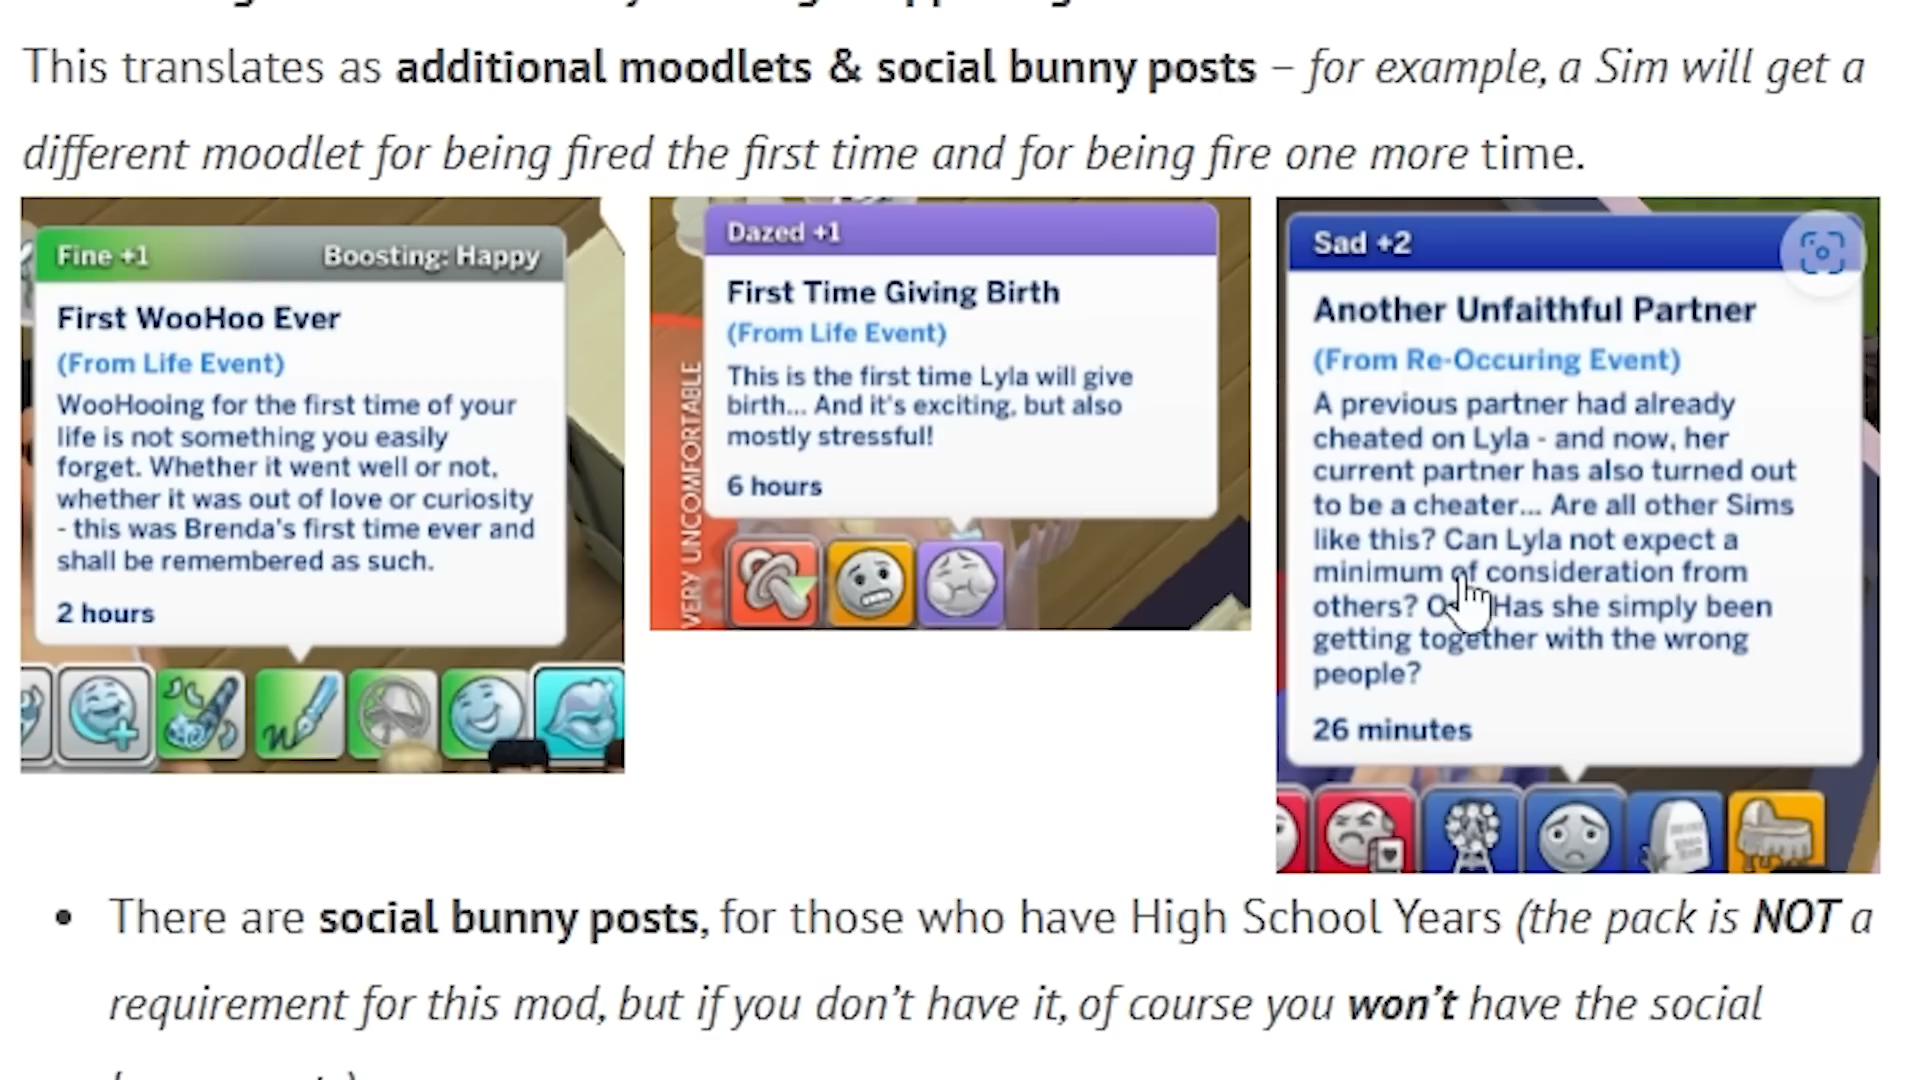 This translates as additional moodlets & social bunny posts – for example, a Sim will get a
different moodlet for being fired the first time and for being fire one more time.
Fine +1 Boosting: Happy
First WooHoo Ever
(From Life Event)
WooHooing for the first time of your
life is not something you easily
forget. Whether it went well or not,
whether it was out of love or curiosity
- this was Brenda's first time ever and
shall be remembered as such.
2 hours
Dazed +1
First Time Giving Birth
(From Life Event)
This is the first time Lyla will give
birth... And it's exciting, but also
mostly stressful!
6 hours
VERY UNCOMFORTABLE
Sad +2
Another Unfaithful Partner
(From Re-Occuring Event)
A previous partner had already
cheated on Lyla - and now, her
current partner has also turned out
to be a cheater... Are all other Sims
like this? Can Lyla not expect a
minimum of consideration from
others? Has she simply been
getting together with the wrong
people?
26 minutes
• There are social bunny posts, for those who have High School Years (the pack is NOT a
requirement for this mod, but if you don't have it, of course you won't have the social